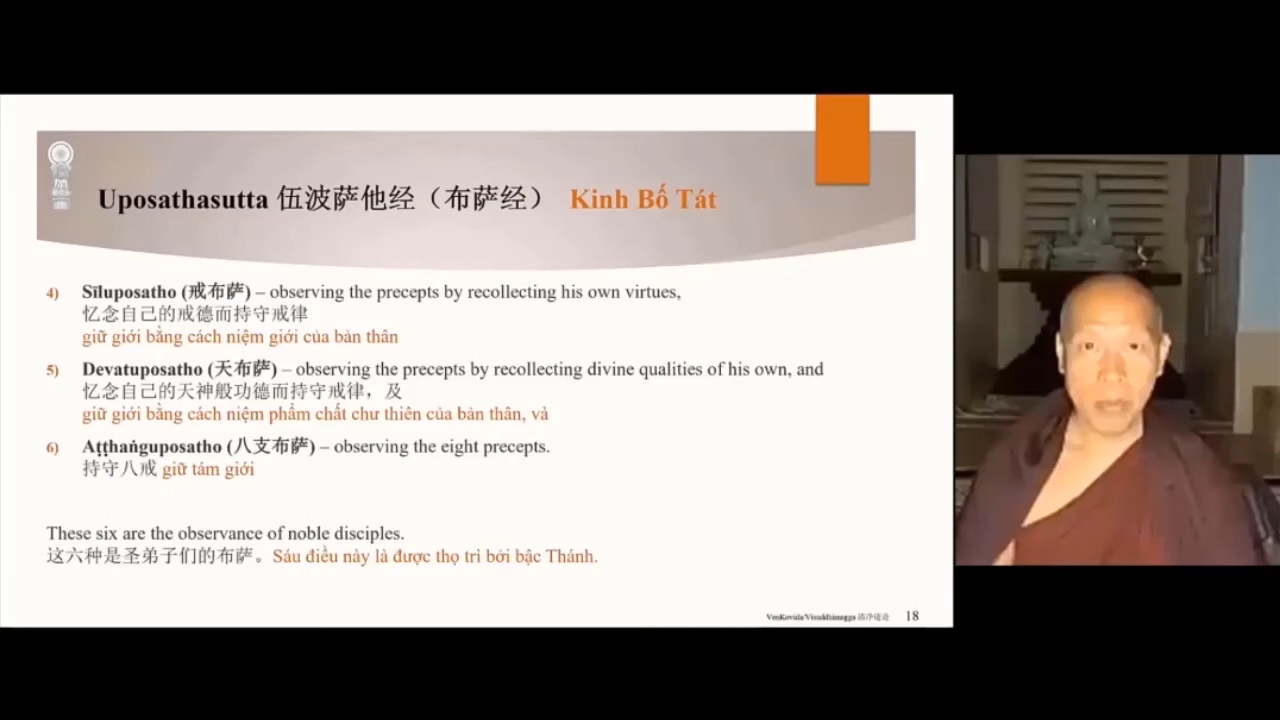 Uposathasutta 伍波萨他经（布萨经） Kinh Bố Tát
4) Sīluposatho (戒布萨) – observing the precepts by recollecting his own virtues,
忆念自己的戒德而持守戒律
giữ giới bằng cách niệm giới của bản thân
5) Devatuposatho (天布萨) – observing the precepts by recollecting divine qualities of his own, and
忆念自己的天神般功德而持守戒律，及
giữ giới bằng cách niệm phẩm chất chư thiên của bản thân, và
6) Aṭṭhaṅguposatho (八支布萨) – observing the eight precepts.
持守八戒 giữ tám giới
These six are the observance of noble disciples.
这六种是圣弟子们的布萨。Sáu điều này là được thọ trì bởi bậc Thánh.
VenKovida/Visuddhimagga 清净道论 18